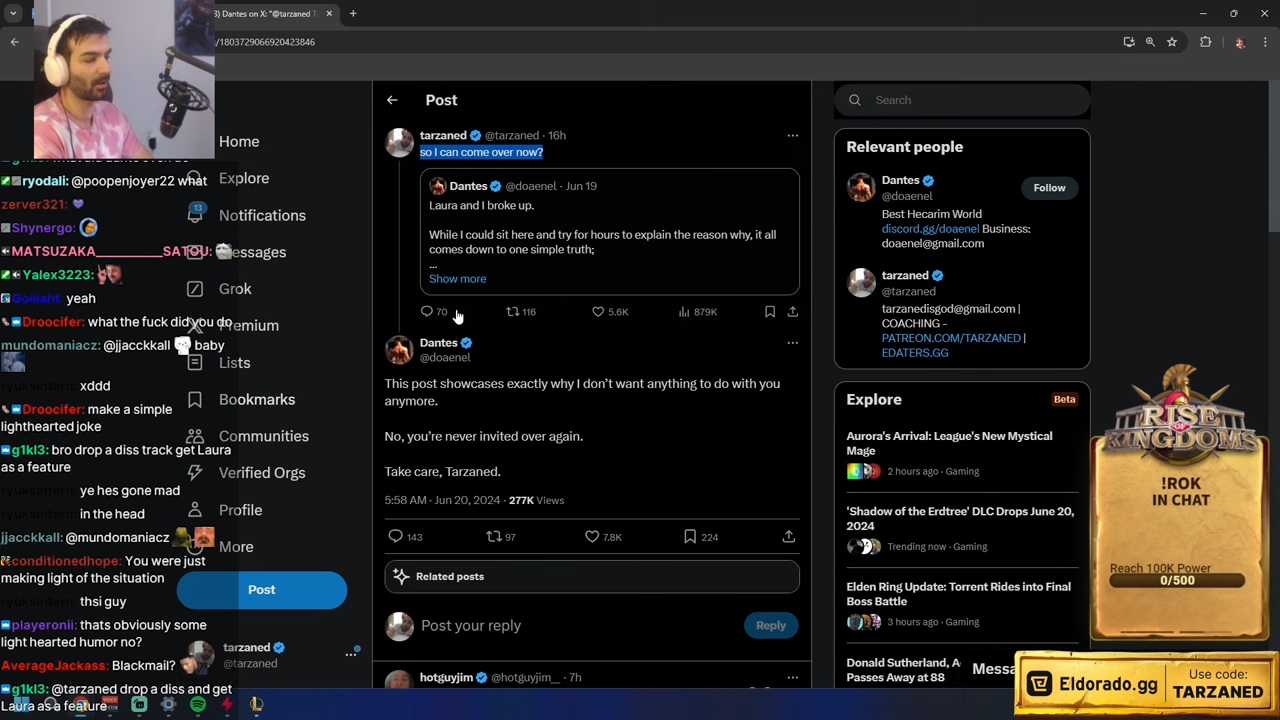 3) Dantes on X: "@tarzaned T
/1803729066920423846
Home
Explore
Notifications
13
essages
Grok
Premium
Lists
Bookmarks
Communities
Verified Orgs
Profile
More
Post
tarzaned
@tarzaned
ryodali: @poopenjoyer22 what
zerver321:
Shynergo:
MATSUZAKA__________SATOU:
Yalex3223:
Goliiaht: yeah
Droocifer: what the fuck did you do
mundomaniacz: @jjacckkall baby
ryuksintern: xddd
Droocifer: make a simple
lighthearted joke
g1kl3: bro drop a diss track get Laura
as a feature
ryuksintern: ye hes gone mad
ryuksintern: in the head
jjacckkall: @mundomaniacz
conditionedhope: You were just
making light of the situation
ryuksintern: thsi guy
playeronii: thats obviously some
light hearted humor no?
AverageJackass: Blackmail?
g1kl3: @tarzaned drop a diss and get
Laura as a feature
Post
tarzaned @tarzaned · 16h
so I can come over now?
Dantes @doaenel · Jun 19
Laura and I broke up.
While I could sit here and try for hours to explain the reason why, it all
comes down to one simple truth;
...
Show more
70 116 5.6K 879K
Dantes
@doaenel
This post showcases exactly why I don’t want anything to do with you
anymore.
No, you’re never invited over again.
Take care, Tarzaned.
5:58 AM · Jun 20, 2024 · 277K Views
143 97 7.8K 224
Related posts
Post your reply
Reply
hotguyjim @hotguyjim_ · 7h
Search
Relevant people
Dantes
@doaenel
Follow
Best Hecarim World
discord.gg/doaenel Business:
doaenel@gmail.com
tarzaned
@tarzaned
tarzanedisgod@gmail.com |
COACHING -
PATREON.COM/TARZANED |
EDATERS.GG
Explore
Beta
Aurora's Arrival: League's New Mystical
Mage
2 hours ago · Gaming
'Shadow of the Erdtree' DLC Drops June 20,
2024
Trending now · Gaming
Elden Ring Update: Torrent Rides into Final
Boss Battle
3 hours ago · Gaming
Donald Sutherland, A
Passes Away at 88
Messa
RISE OF
KINGDOMS
!ROK
IN CHAT
Reach 100K Power
0/500
Eldorado.gg
Use code:
TARZANED